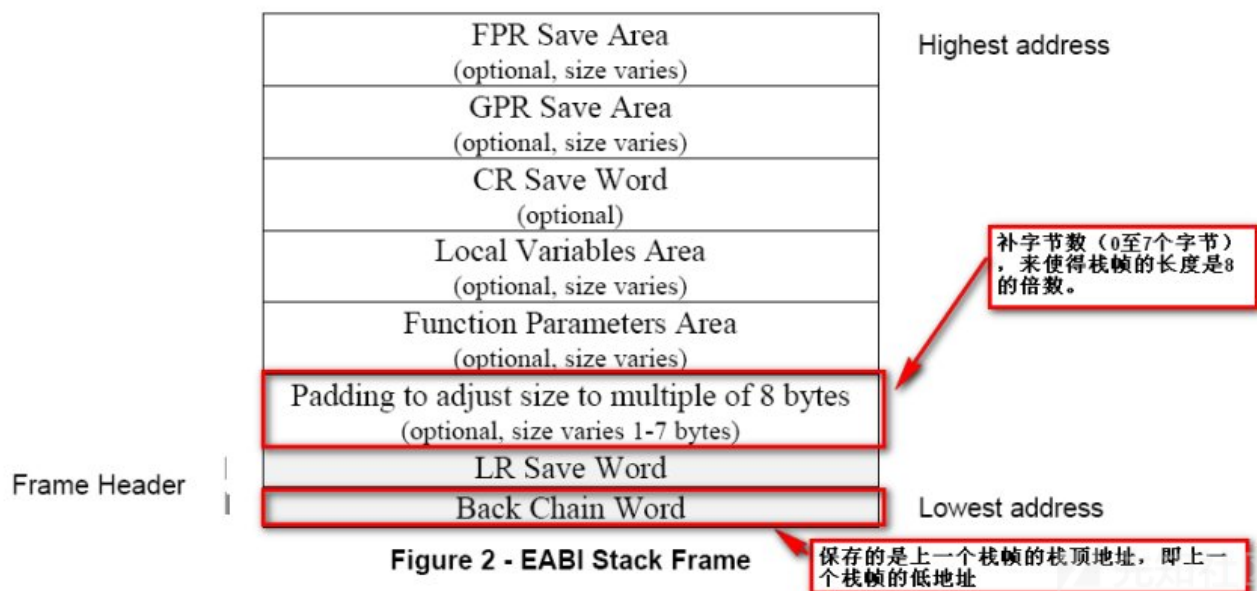 FPR Save Area
(optional, size varies)
Highest address
GPR Save Area
(optional, size varies)
CR Save Word
(optional)
Local Variables Area
(optional, size varies)
补字节数（0至7个字节）
，来使得栈帧的长度是8
的倍数。
Function Parameters Area
(optional, size varies)
Padding to adjust size to multiple of 8 bytes
(optional, size varies 1-7 bytes)
Frame Header
LR Save Word
Back Chain Word
Lowest address
Figure 2 - EABI Stack Frame
保存的是上一个栈帧的栈顶地址，即上一
个栈帧的低地址